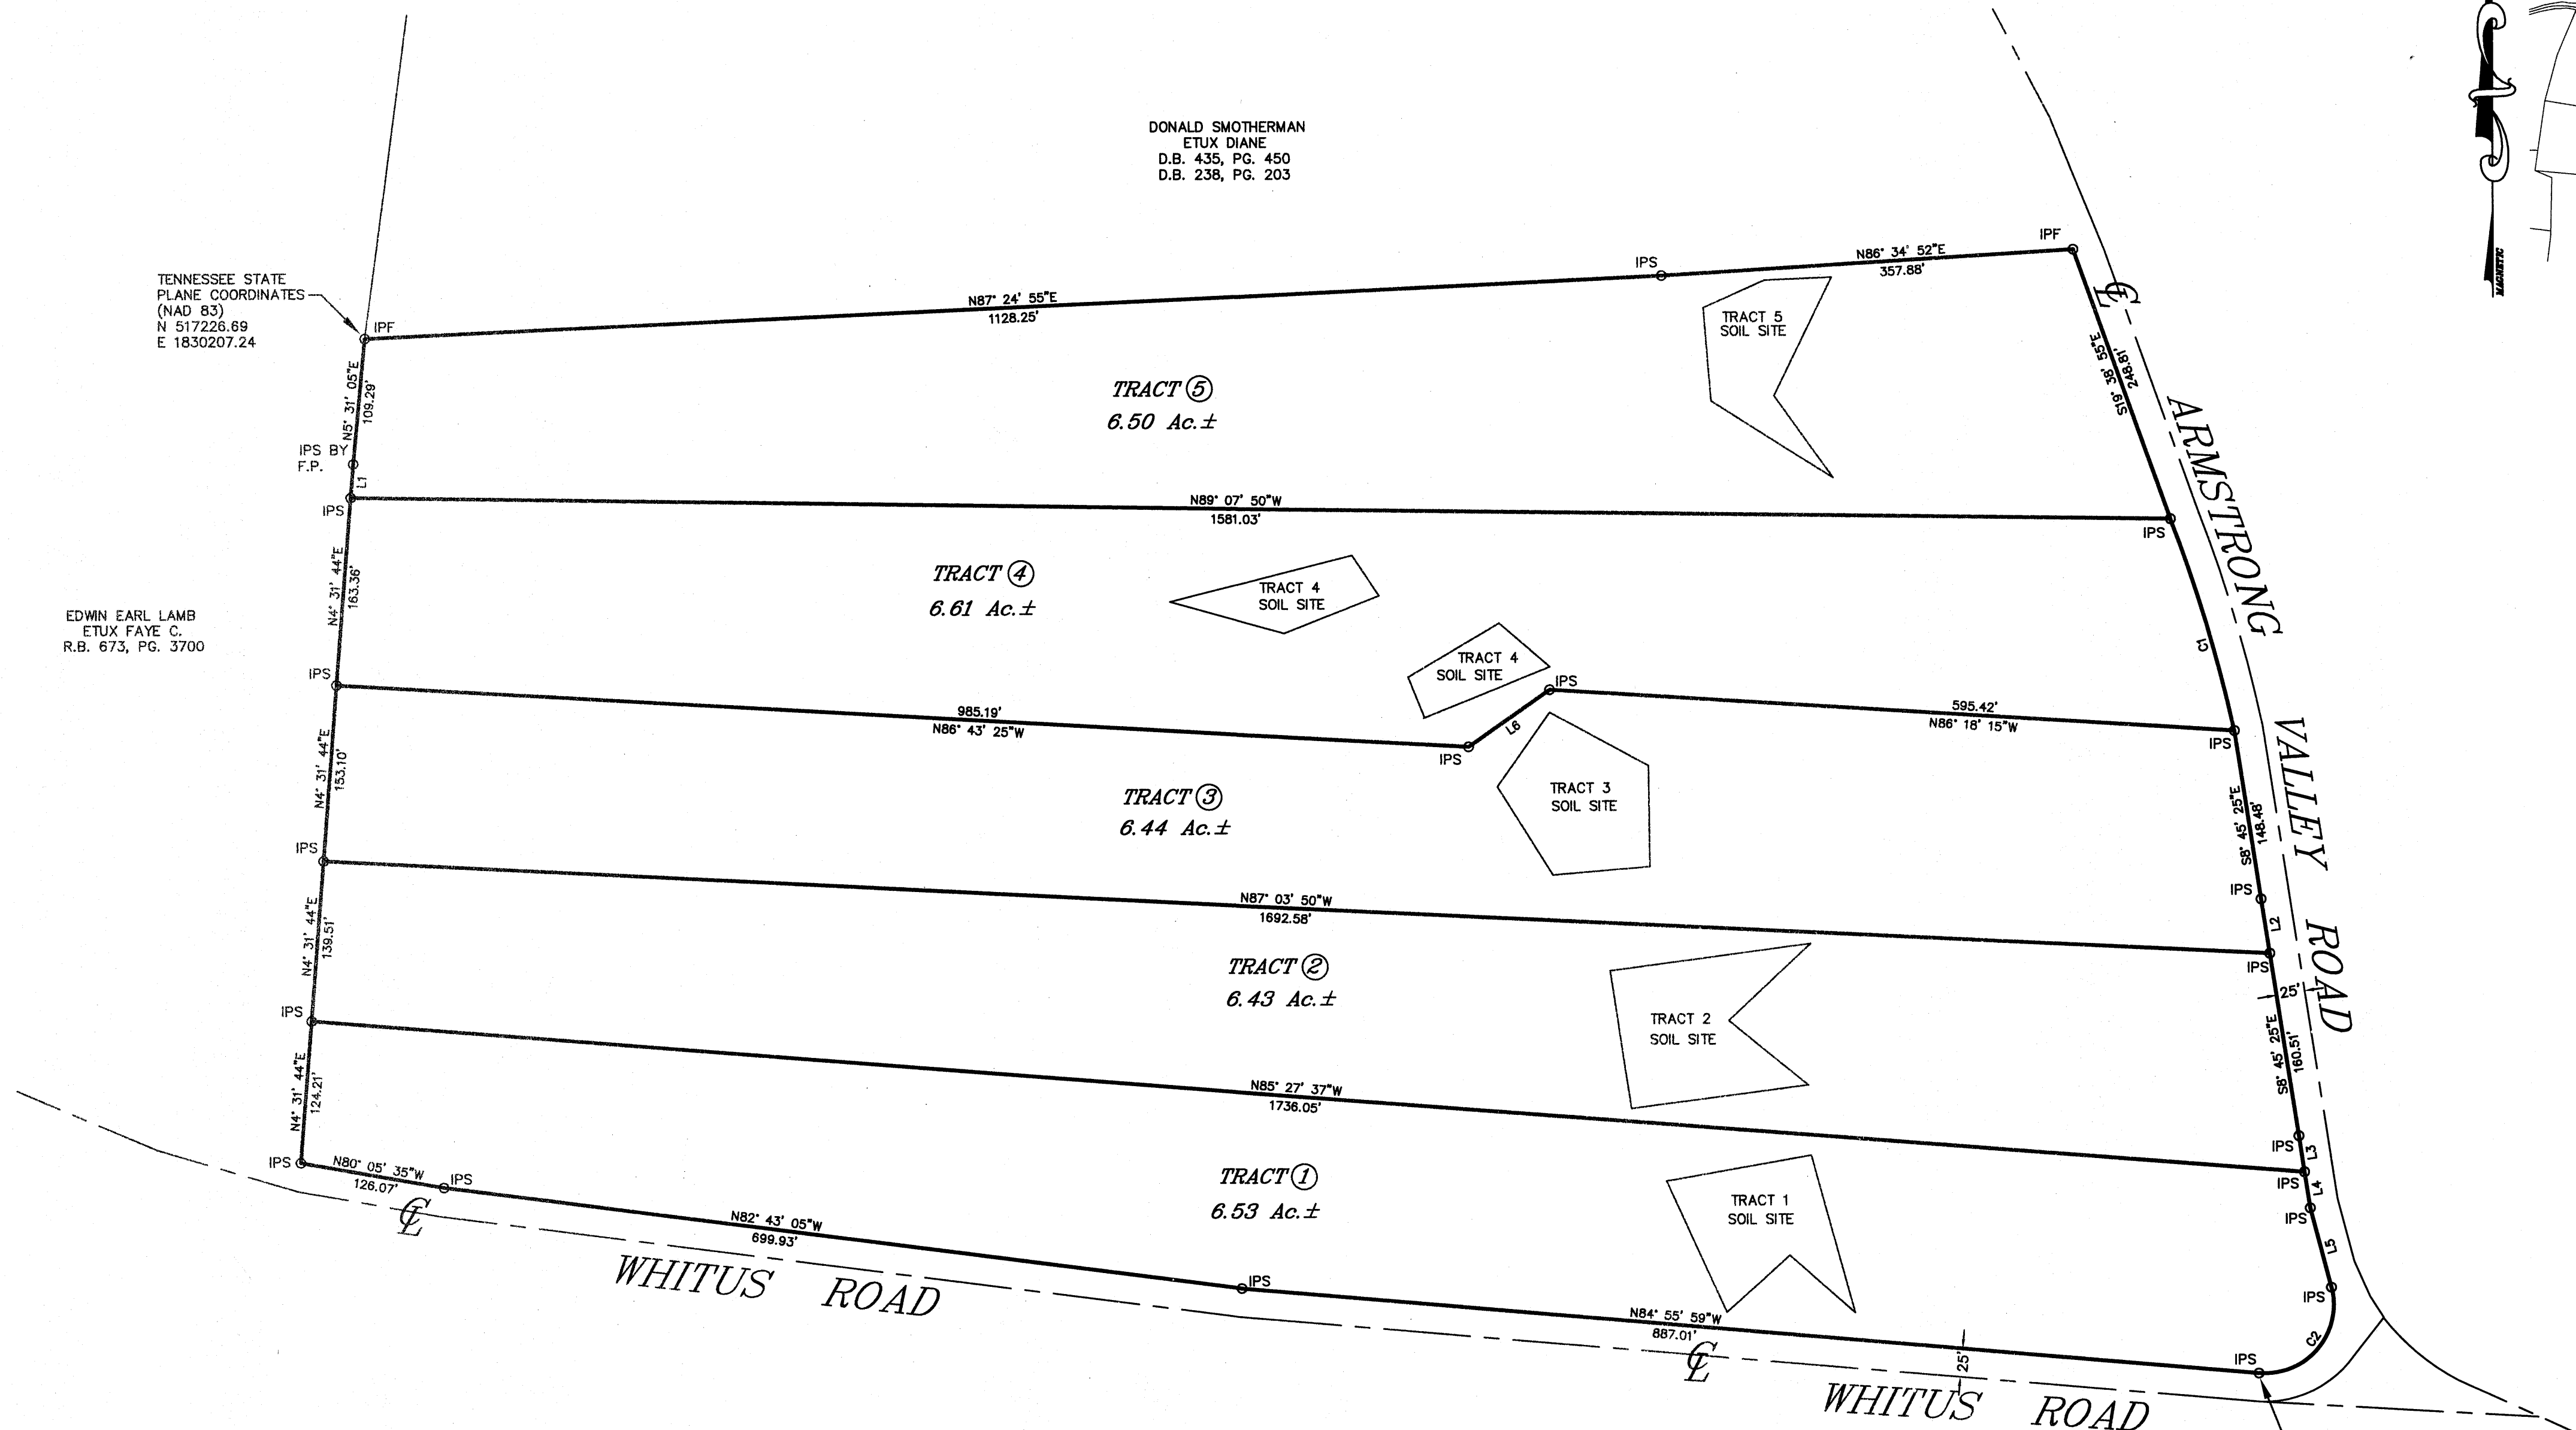 DONALD SMOTHERMAN
ETUX DIANE
D.B. 435, PG. 450
D.B. 238, PG. 203
MAGNETIC
TENNESSEE STATE
PLANE COORDINATES
(NAD 83)
N 517226.69
E 1830207.24
IPF
N87° 24' 55"E
1128.25'
IPS
N86° 34' 52"E
357.88'
IPF
N5° 31' 05"E
109.29'
IPS BY
F.P.
L1
IPS
TRACT 5
6.50 Ac.±
TRACT 5
SOIL SITE
S19° 38' 55"E
248.81'
CL
ARMSTRONG VALLEY ROAD
N89° 07' 50"W
1581.03'
IPS
EDWIN EARL LAMB
ETUX FAYE C.
R.B. 673, PG. 3700
N4° 31' 44"E
163.36'
TRACT 4
6.61 Ac.±
TRACT 4
SOIL SITE
TRACT 4
SOIL SITE
C1
IPS
985.19'
N86° 43' 25"W
IPS
L6
IPS
595.42'
N86° 18' 15"W
IPS
N4° 31' 44"E
153.10'
TRACT 3
6.44 Ac.±
TRACT 3
SOIL SITE
S8° 45' 25"E
148.48'
IPS
N87° 03' 50"W
1692.58'
IPS
L2
IPS
N4° 31' 44"E
139.51'
TRACT 2
6.43 Ac.±
TRACT 2
SOIL SITE
25'
S8° 45' 25"E
160.51'
IPS
N85° 27' 37"W
1736.05'
IPS
L3
IPS
N4° 31' 44"E
124.21'
IPS
N80° 05' 35"W
126.07'
IPS
CL
TRACT 1
6.53 Ac.±
TRACT 1
SOIL SITE
L4
IPS
L5
IPS
N82° 43' 05"W
699.93'
IPS
WHITUS ROAD
N84° 55' 59"W
887.01'
CL
25'
C2
IPS
WHITUS ROAD